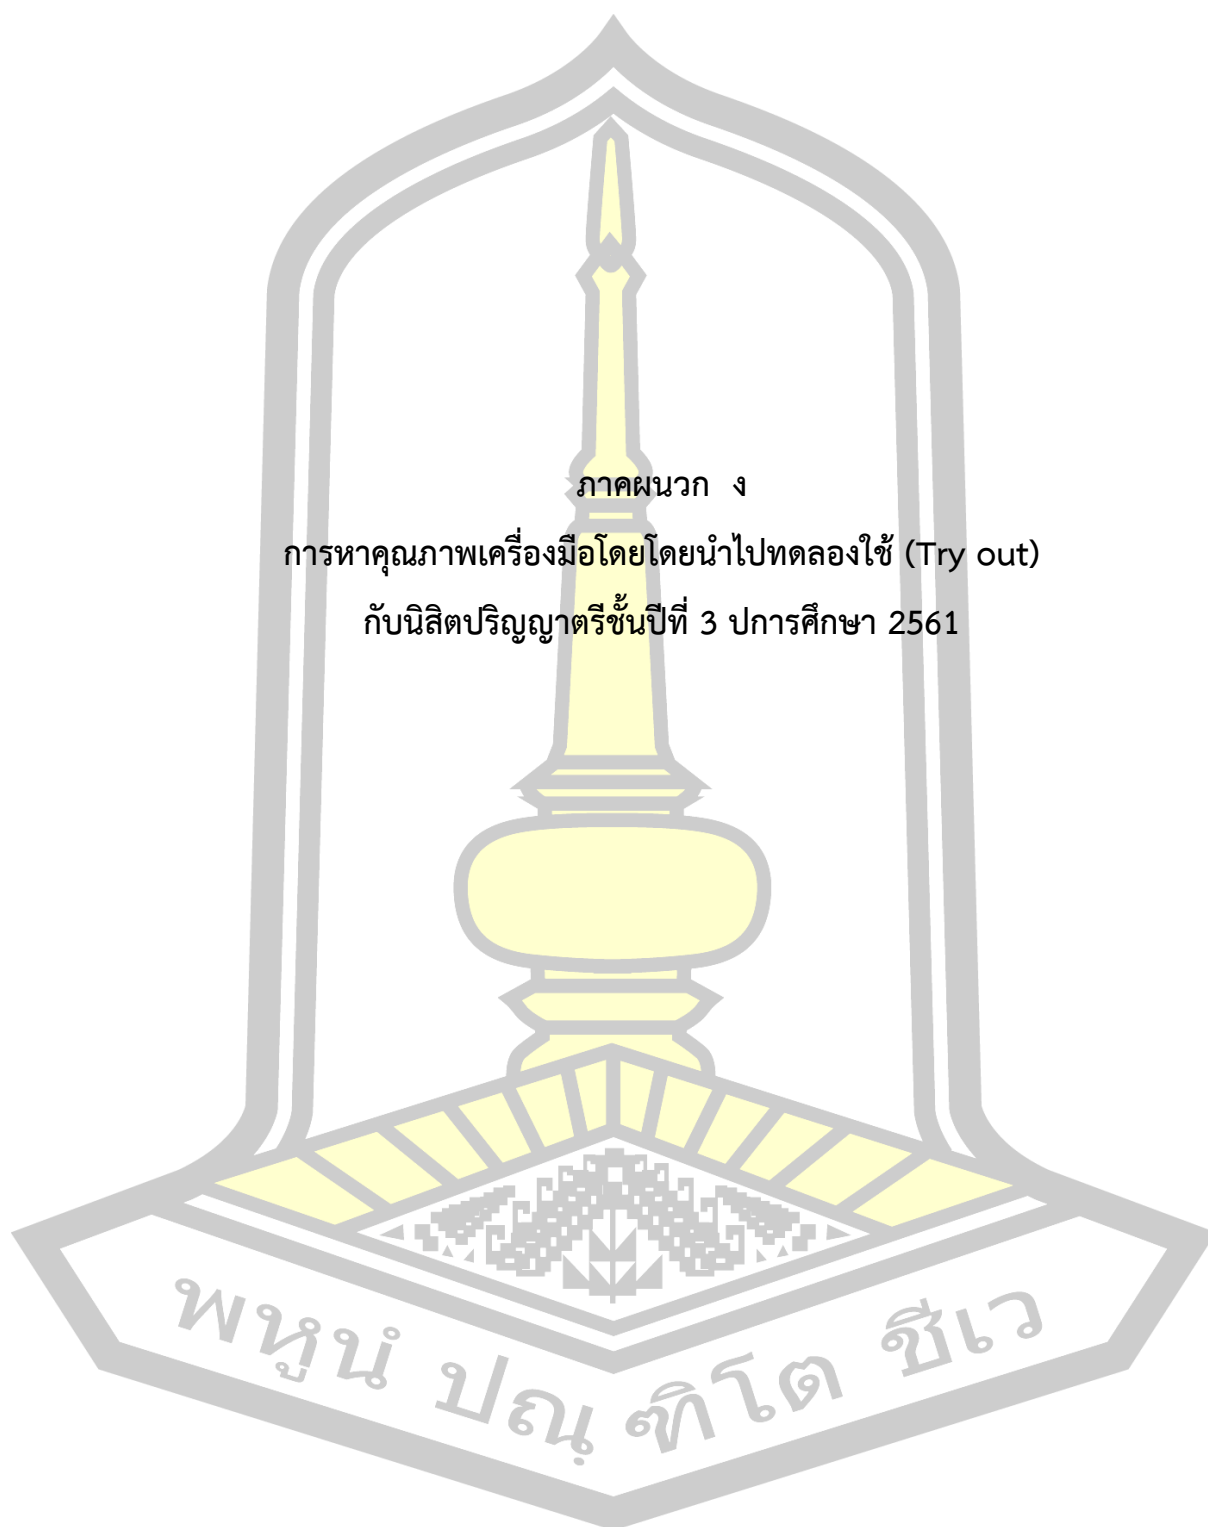 ภาคผนวก ง
การหาคุณภาพเครื่องมือโดยโดยนำไปทดลองใช้ (Try out)
กับนิสิตปริญญาตรีชั้นปีที่ 3 ปการศึกษา 2561
พหูนํ ปณฺฑิโต ชีเว